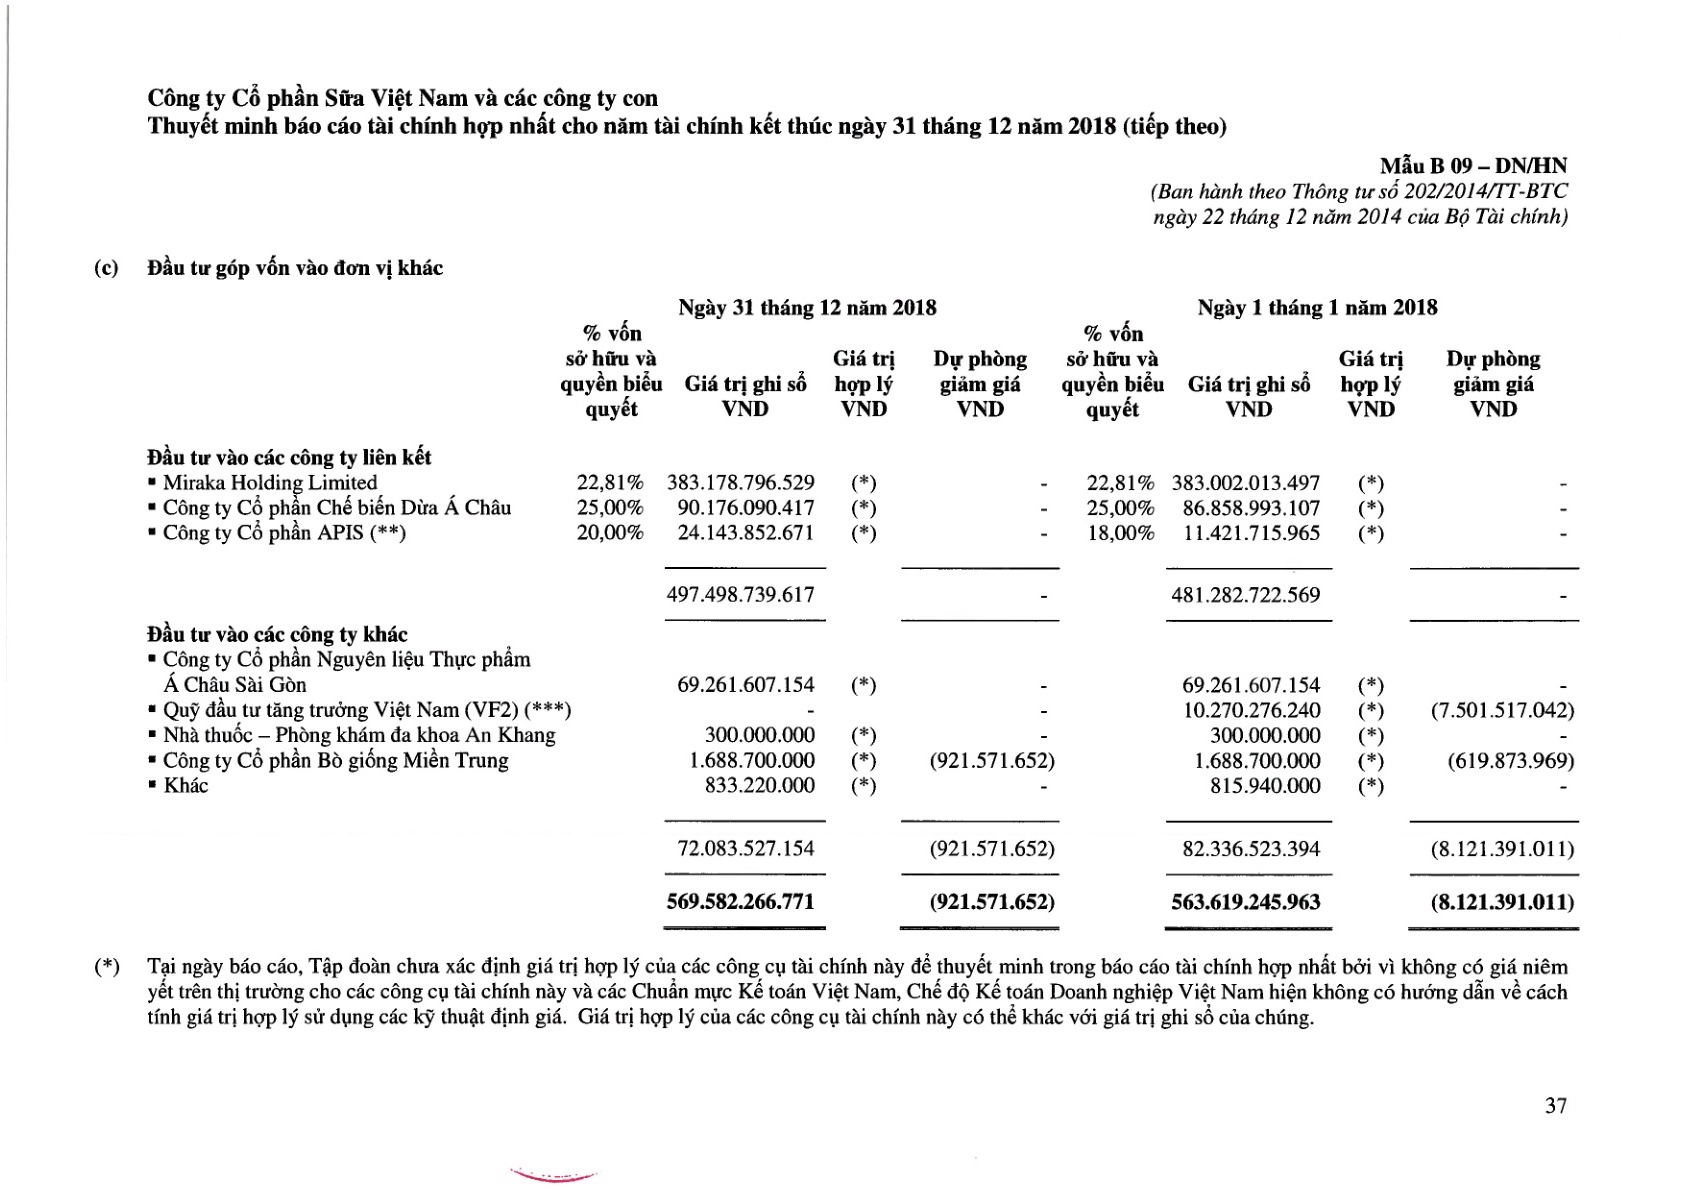 Công ty Cổ phần Sữa Việt Nam và các công ty con
Thuyết minh báo cáo tài chính hợp nhất cho năm tài chính kết thúc ngày 31 tháng 12 năm 2018 (tiếp theo)
Mẫu B 09 – DN/HN
(Ban hành theo Thông tư số 202/2014/TT-BTC
ngày 22 tháng 12 năm 2014 của Bộ Tài chính)
(c) Đầu tư góp vốn vào đơn vị khác
Ngày 31 tháng 12 năm 2018 Ngày 1 tháng 1 năm 2018
% vốn % vốn
sở hữu và Giá trị Dự phòng sở hữu và Giá trị Dự phòng
quyền biểu Giá trị ghi sổ hợp lý giảm giá quyền biểu Giá trị ghi sổ hợp lý giảm giá
quyết VND VND VND quyết VND VND VND
Đầu tư vào các công ty liên kết
▪ Miraka Holding Limited 22,81% 383.178.796.529 (*) - 22,81% 383.002.013.497 (*) -
▪ Công ty Cổ phần Chế biến Dừa Á Châu 25,00% 90.176.090.417 (*) - 25,00% 86.858.993.107 (*) -
▪ Công ty Cổ phần APIS (**) 20,00% 24.143.852.671 (*) - 18,00% 11.421.715.965 (*) -
497.498.739.617 - 481.282.722.569 -
Đầu tư vào các công ty khác
▪ Công ty Cổ phần Nguyên liệu Thực phẩm
Á Châu Sài Gòn 69.261.607.154 (*) - 69.261.607.154 (*) -
▪ Quỹ đầu tư tăng trưởng Việt Nam (VF2) (***) - - 10.270.276.240 (*) (7.501.517.042)
▪ Nhà thuốc – Phòng khám đa khoa An Khang 300.000.000 (*) - 300.000.000 (*) -
▪ Công ty Cổ phần Bò giống Miền Trung 1.688.700.000 (*) (921.571.652) 1.688.700.000 (*) (619.873.969)
▪ Khác 833.220.000 (*) - 815.940.000 (*) -
72.083.527.154 (921.571.652) 82.336.523.394 (8.121.391.011)
569.582.266.771 (921.571.652) 563.619.245.963 (8.121.391.011)
(*) Tại ngày báo cáo, Tập đoàn chưa xác định giá trị hợp lý của các công cụ tài chính này để thuyết minh trong báo cáo tài chính hợp nhất bởi vì không có giá niêm
yết trên thị trường cho các công cụ tài chính này và các Chuẩn mực Kế toán Việt Nam, Chế độ Kế toán Doanh nghiệp Việt Nam hiện không có hướng dẫn về cách
tính giá trị hợp lý sử dụng các kỹ thuật định giá. Giá trị hợp lý của các công cụ tài chính này có thể khác với giá trị ghi sổ của chúng.
37